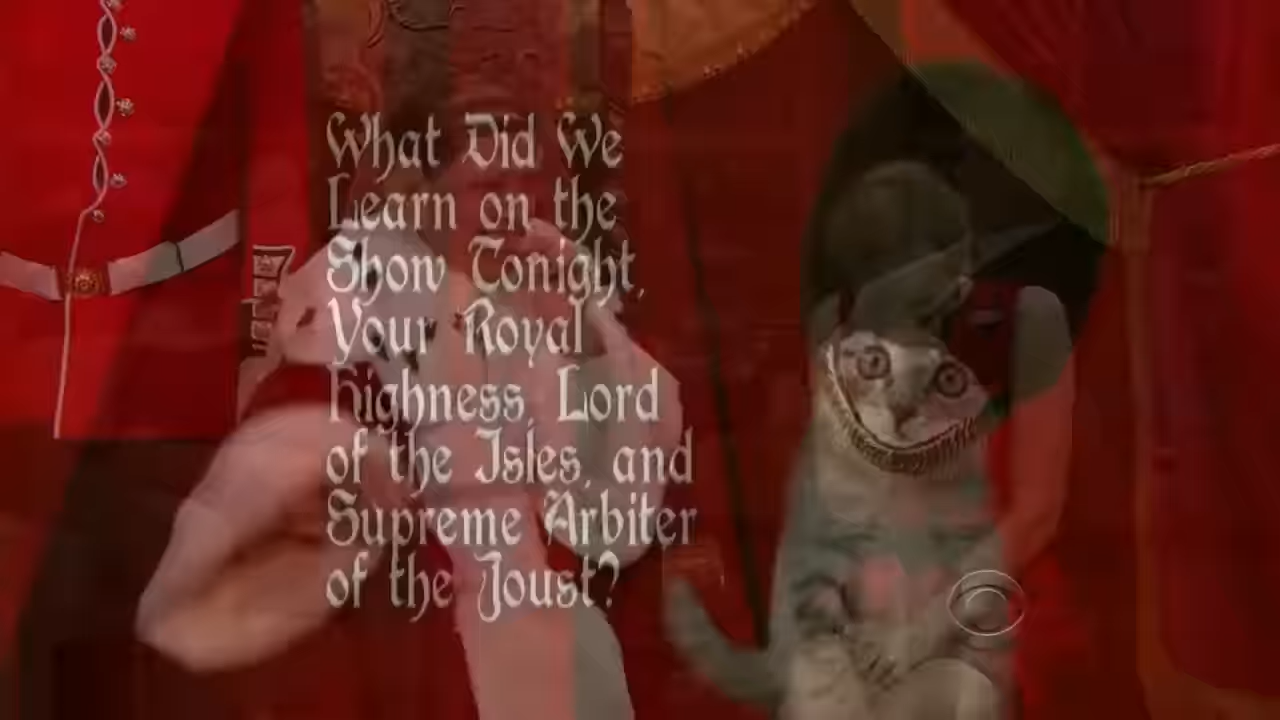 What Did We
Learn on the
Show Tonight,
Your Royal
Highness, Lord
of the Isles, and
Supreme Arbiter
of the Joust?